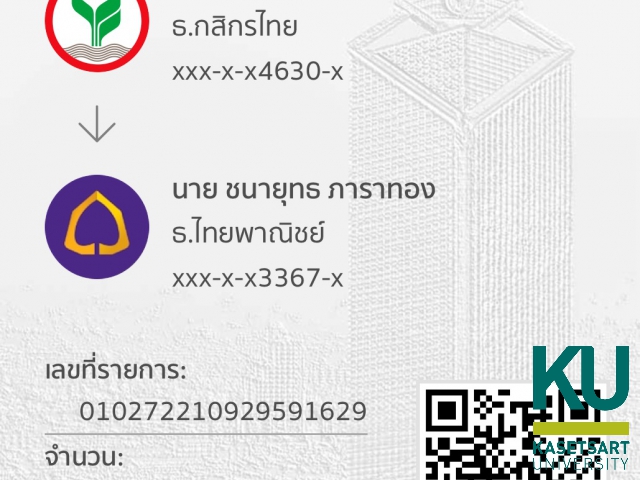 ธ.กสิกรไทย
xxx-x-x4630-x
นาย ชนายุทธ ภาราทอง
ธ.ไทยพาณิชย์
xxx-x-x3367-x
เลขที่รายการ:
010272210929591629
จำนวน:
KU
KASETSART
UNIVERSITY